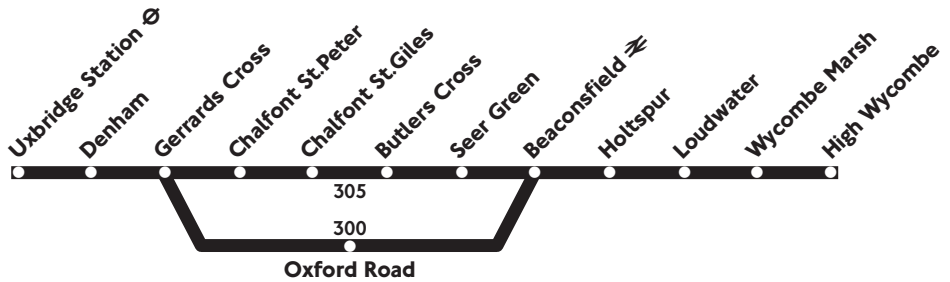 Uxbridge Station
Denham
Gerrards Cross
Chalfont St.Peter
Chalfont St.Giles
Butlers Cross
Seer Green
Beaconsfield
Holtspur
Loudwater
Wycombe Marsh
High Wycombe
305
300
Oxford Road